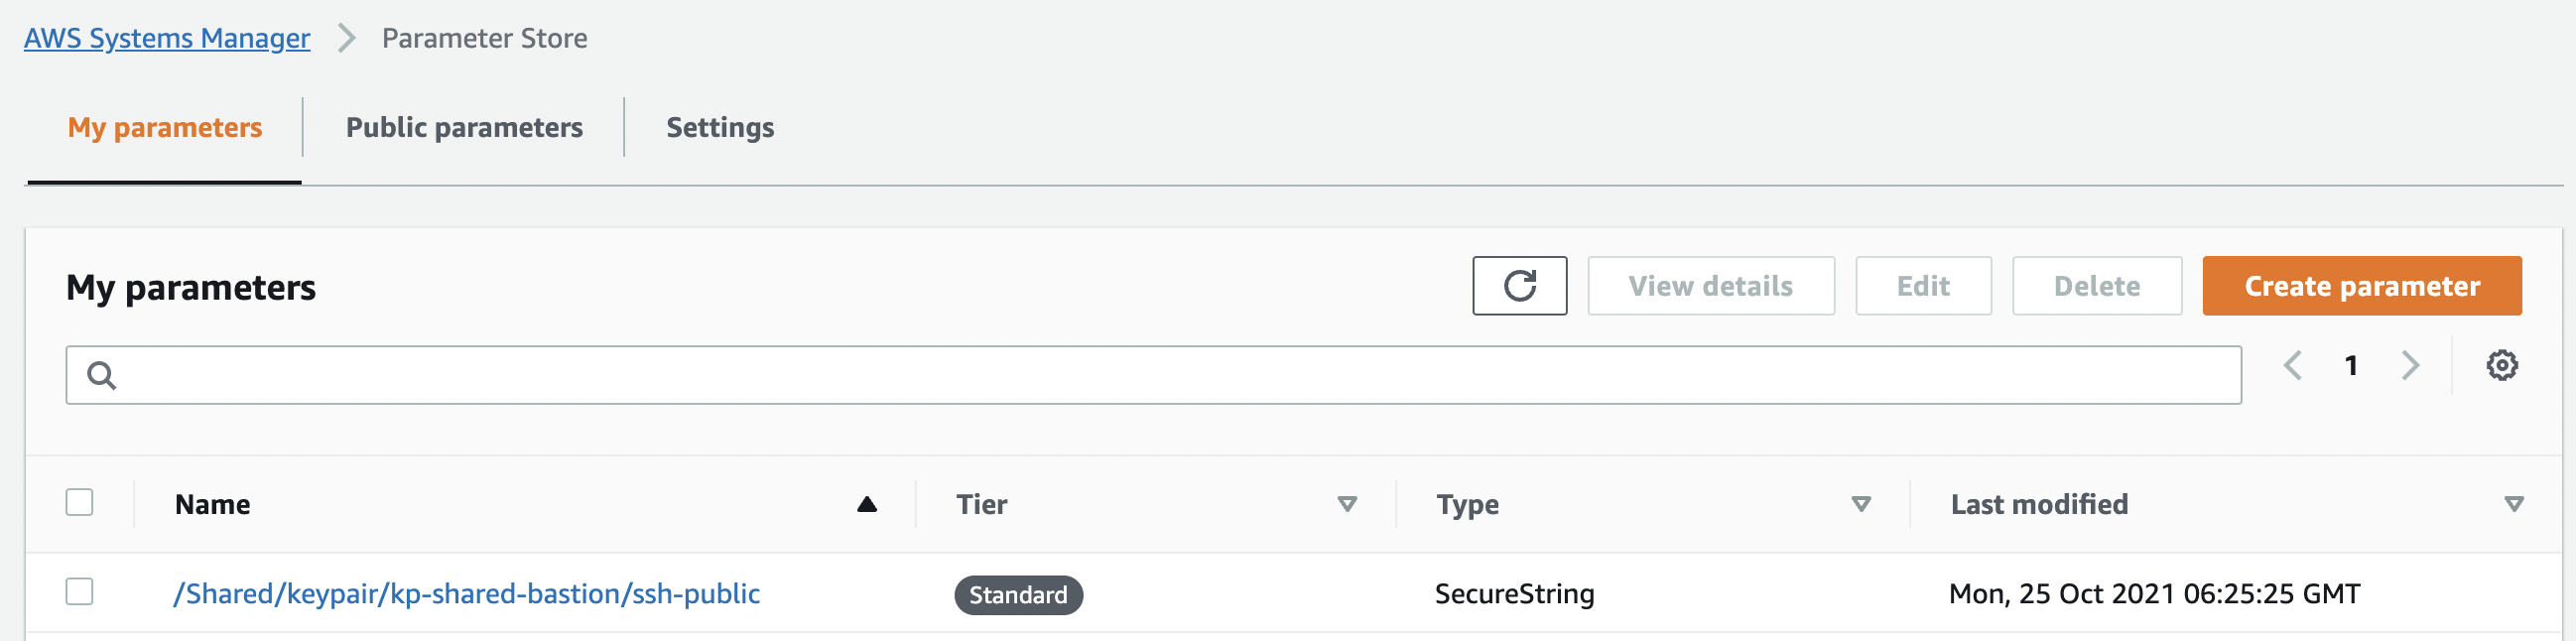 AWS Systems Manager Parameter Store
My parameters Public parameters Settings
My parameters View details Edit Delete Create parameter
1
Name Tier Type Last modified
/Shared/keypair/kp-shared-bastion/ssh-public Standard SecureString Mon, 25 Oct 2021 06:25:25 GMT